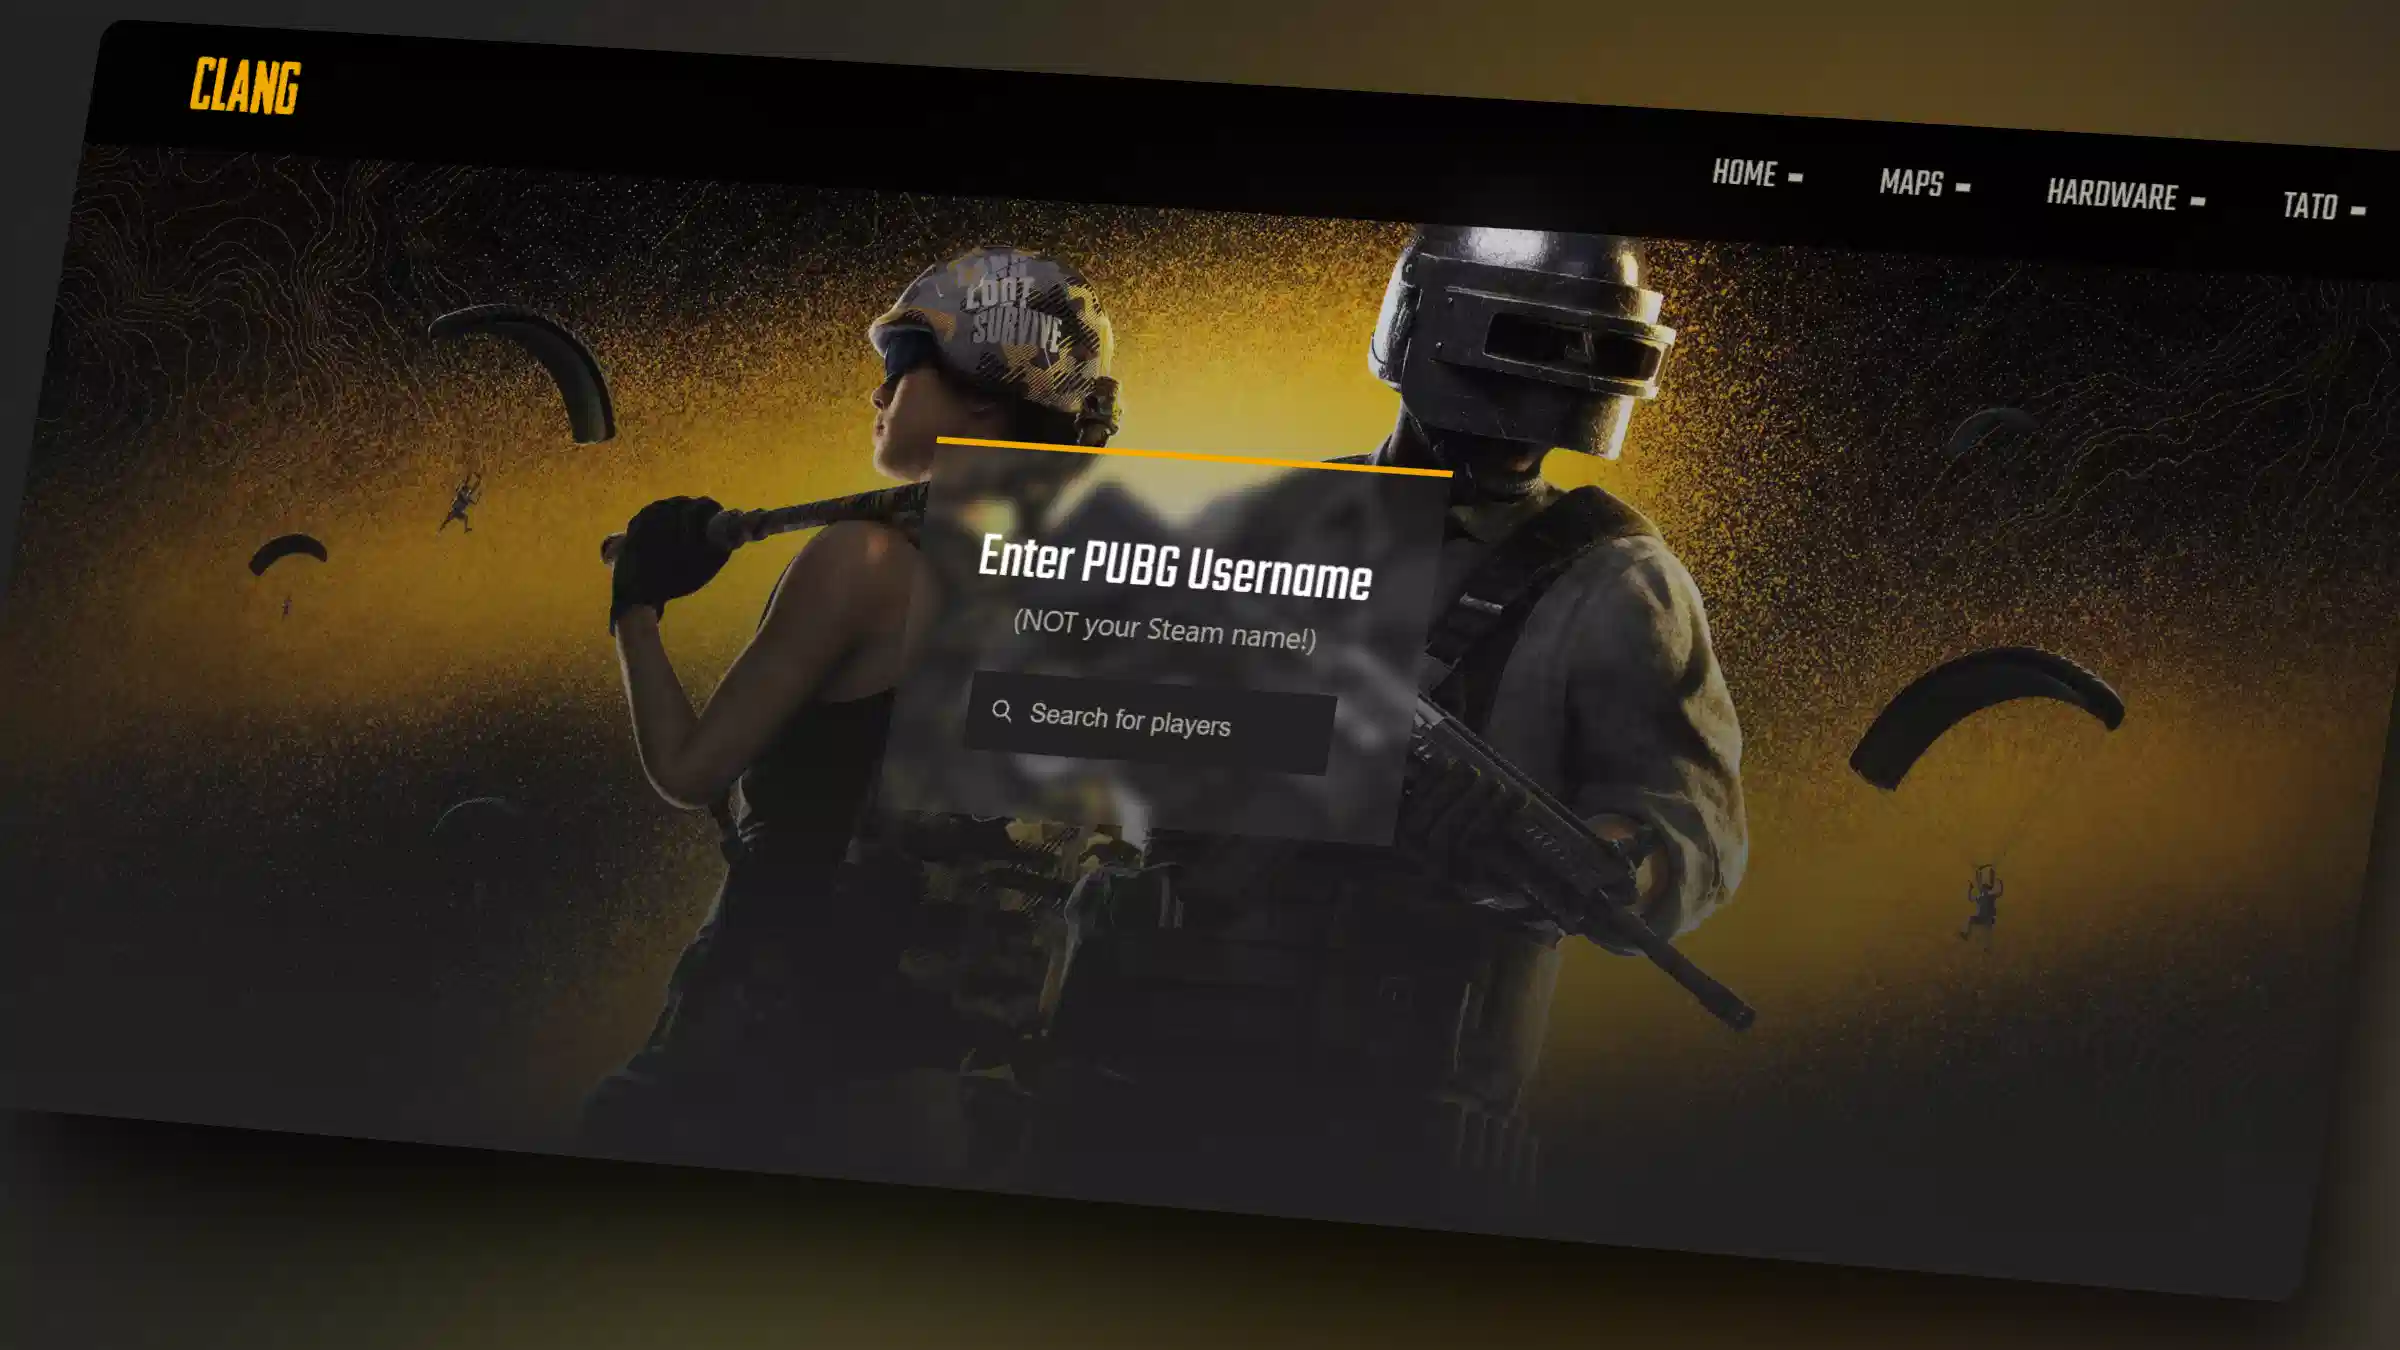 CLANG
HOME
MAPS
HARDWARE
TATO
LOOT
SURVIVE
Enter PUBG Username
(NOT your Steam name!)
Search for players